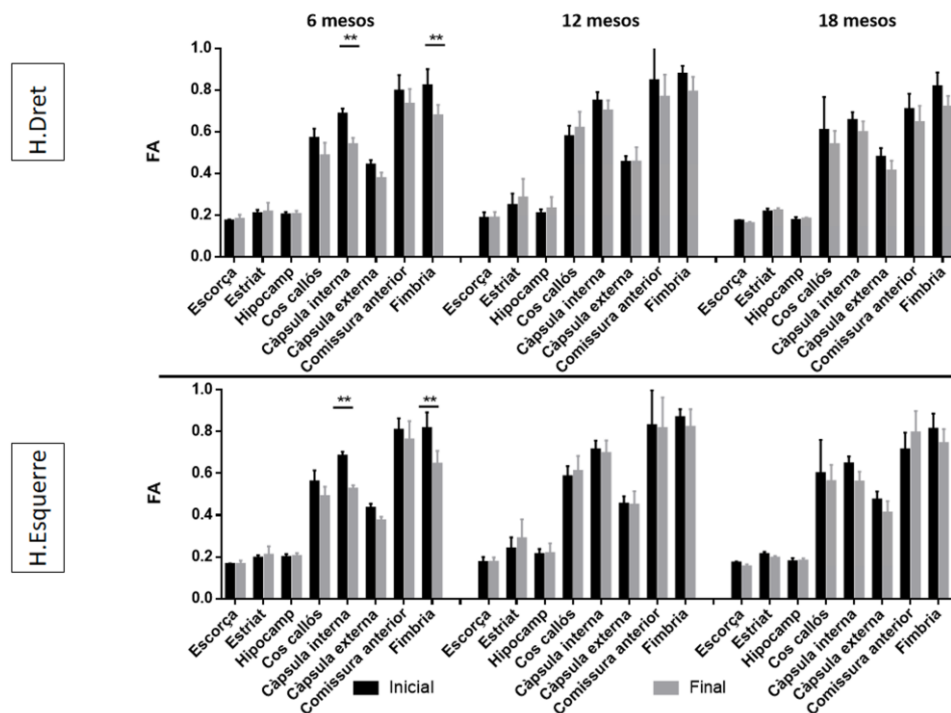 6 mesos 12 mesos 18 mesos
H.Dret
FA
1.0
0.8
0.6
0.4
0.2
0.0
** **
Escorça Estriat Hipocamp Cos callós Càpsula interna Càpsula externa Comissura anterior Fimbria
Escorça Estriat Hipocamp Cos callós Càpsula interna Càpsula externa Comissura anterior Fimbria
Escorça Estriat Hipocamp Cos callós Càpsula interna Càpsula externa Comissura anterior Fimbria
H.Esquerre
FA
1.0
0.8
0.6
0.4
0.2
0.0
** **
Escorça Estriat Hipocamp Cos callós Càpsula interna Càpsula externa Comissura anterior Fimbria
Escorça Estriat Hipocamp Cos callós Càpsula interna Càpsula externa Comissura anterior Fimbria
Escorça Estriat Hipocamp Cos callós Càpsula interna Càpsula externa Comissura anterior Fimbria
Inicial Final